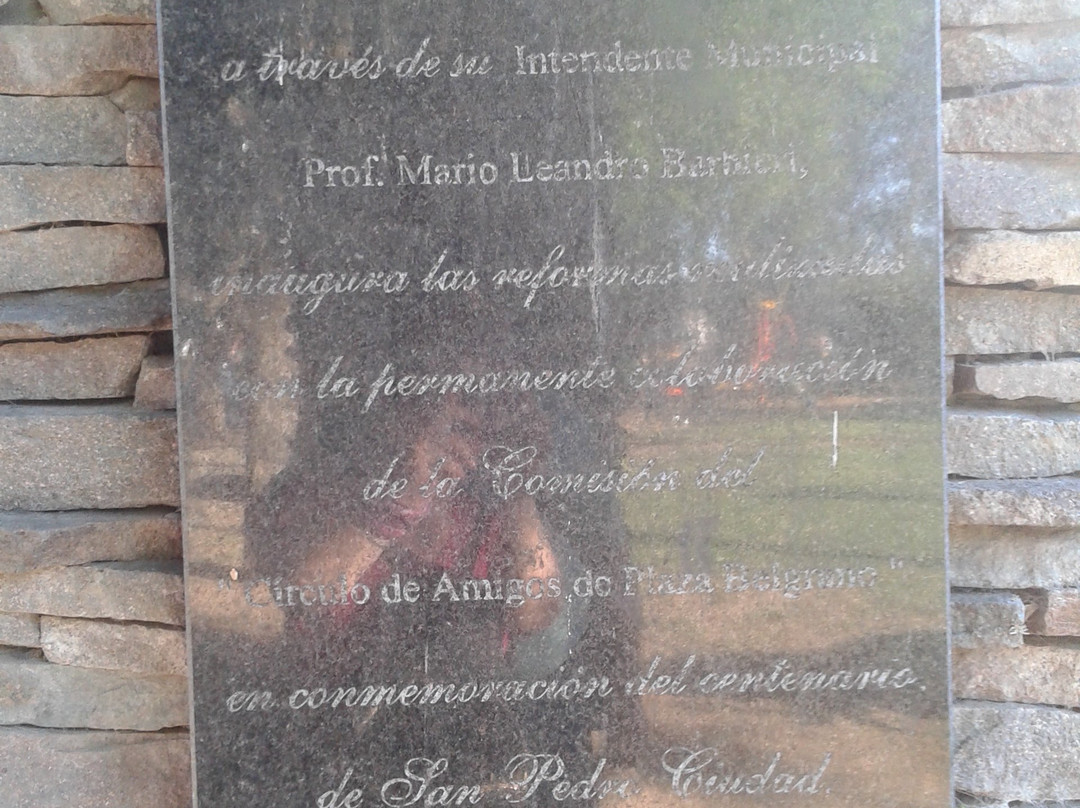 a través de su Intendente Municipal
Prof. Mario Leandro Barbieri,
inaugura las reformas realizadas
con la permanente colaboración
de la Comisión del
" Círculo de Amigos de Plaza Belgrano "
en conmemoración del centenario
de San Pedro Ciudad.